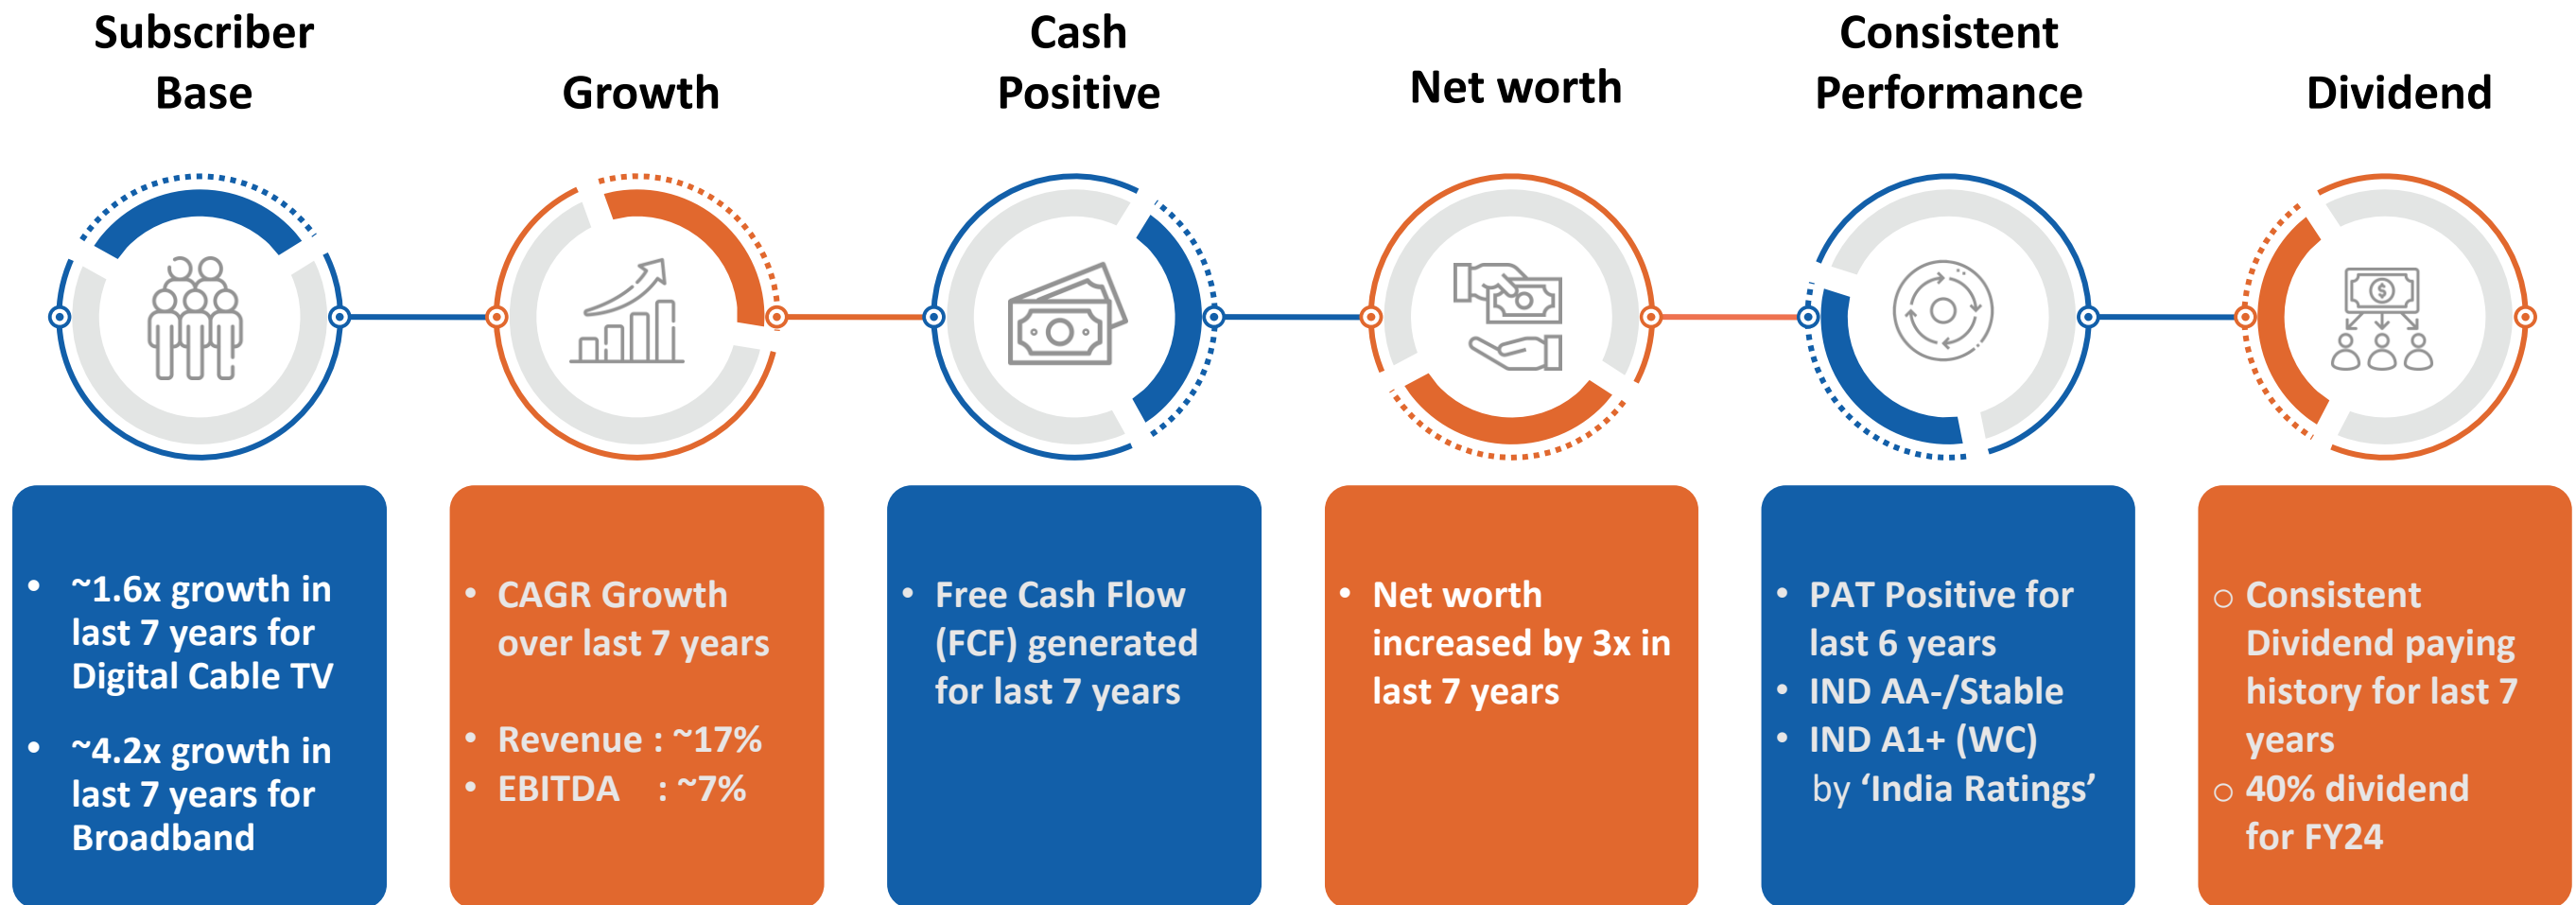 Subscriber
Base
• ~1.6x growth in
last 7 years for
Digital Cable TV
• ~4.2x growth in
last 7 years for
Broadband
Growth
• CAGR Growth
over last 7 years
• Revenue : ~17%
• EBITDA : ~7%
Cash
Positive
• Free Cash Flow
(FCF) generated
for last 7 years
Net worth
• Net worth
increased by 3x in
last 7 years
Consistent
Performance
• PAT Positive for
last 6 years
• IND AA-/Stable
• IND A1+ (WC)
by ‘India Ratings’
Dividend
$
○ Consistent
Dividend paying
history for last 7
years
○ 40% dividend
for FY24